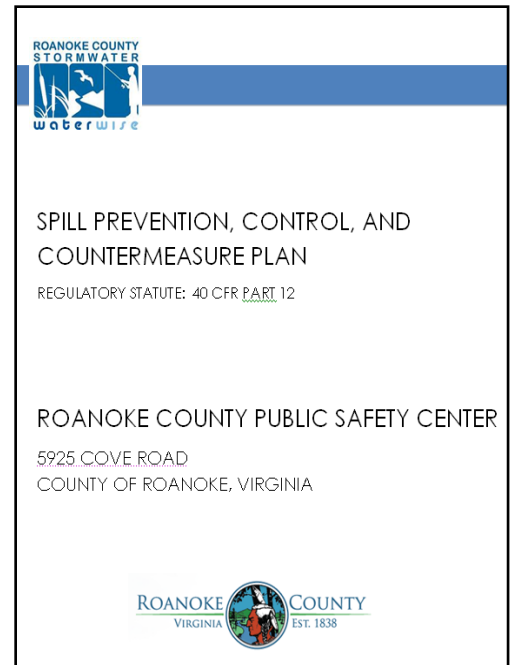 ROANOKE COUNTY
STORMWATER
waterwise
SPILL PREVENTION, CONTROL, AND
COUNTERMEASURE PLAN
REGULATORY STATUTE: 40 CFR PART 12
ROANOKE COUNTY PUBLIC SAFETY CENTER
5925 COVE ROAD
COUNTY OF ROANOKE, VIRGINIA
ROANOKE COUNTY
VIRGINIA EST. 1838